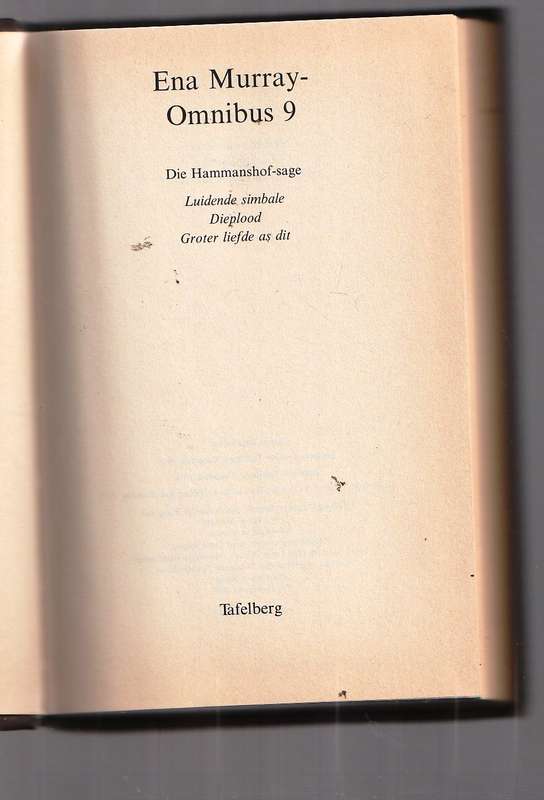 Ena Murray-
Omnibus 9
Die Hammanshof-sage
Luidende simbale
Dieplood
Groter liefde as dit
Tafelberg